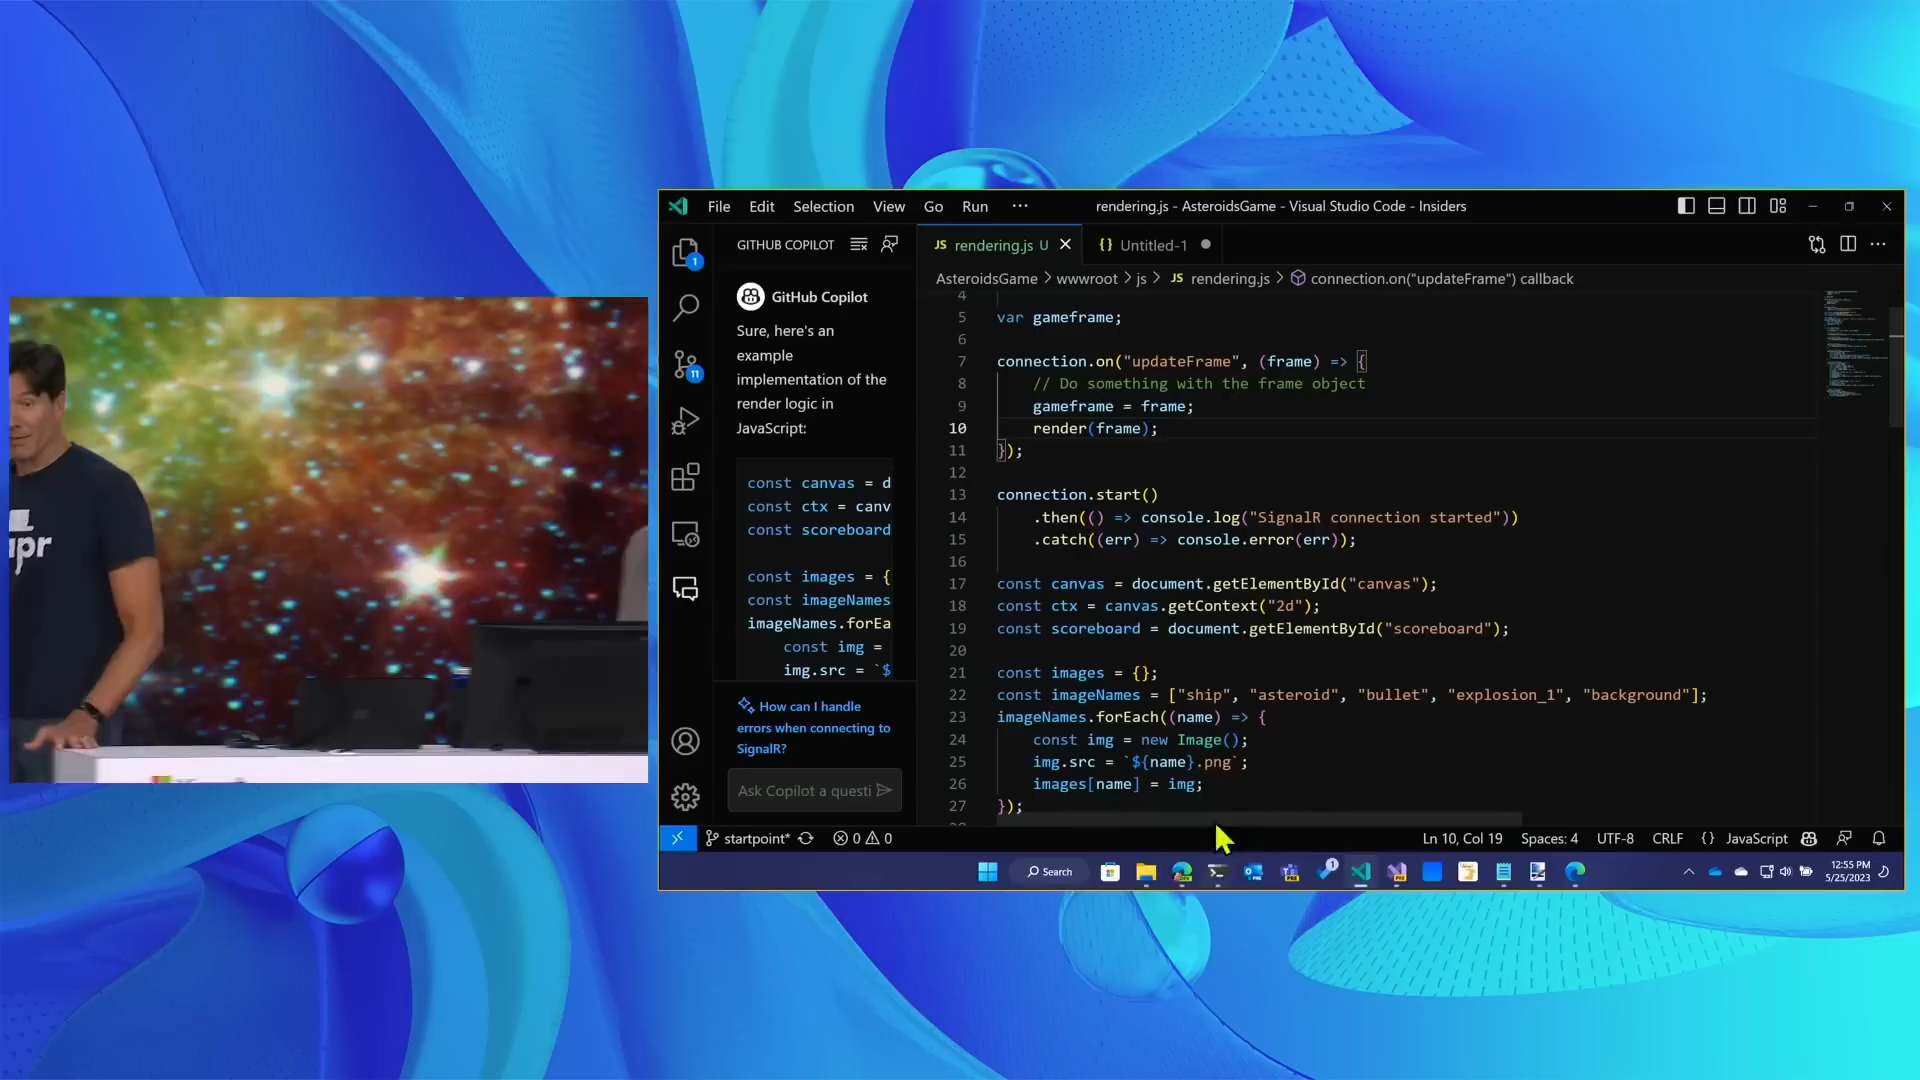 File Edit Selection View Go Run ··· rendering.js - AsteroidsGame - Visual Studio Code - Insiders
1
11
GITHUB COPILOT
GitHub Copilot
Sure, here's an
example
implementation of the
render logic in
JavaScript:
const canvas = d
const ctx = canv
const scoreboard
const images = {
const imageNames
imageNames.forEa
const img =
img.src = `$
How can I handle
errors when connecting to
SignalR?
Ask Copilot a questi
JS rendering.js U {} Untitled-1
AsteroidsGame > wwwroot > js > JS rendering.js > connection.on("updateFrame") callback
4
5 var gameframe;
6
7 connection.on("updateFrame", (frame) => {
8 // Do something with the frame object
9 gameframe = frame;
10 render(frame);
11 });
12
13 connection.start()
14 .then(() => console.log("SignalR connection started"))
15 .catch((err) => console.error(err));
16
17 const canvas = document.getElementById("canvas");
18 const ctx = canvas.getContext("2d");
19 const scoreboard = document.getElementById("scoreboard");
20
21 const images = {};
22 const imageNames = ["ship", "asteroid", "bullet", "explosion_1", "background"];
23 imageNames.forEach((name) => {
24 const img = new Image();
25 img.src = `${name}.png`;
26 images[name] = img;
27 });
startpoint* 0 0 Ln 10, Col 19 Spaces: 4 UTF-8 CRLF {} JavaScript
Search
1
12:55 PM
5/25/2023
apr